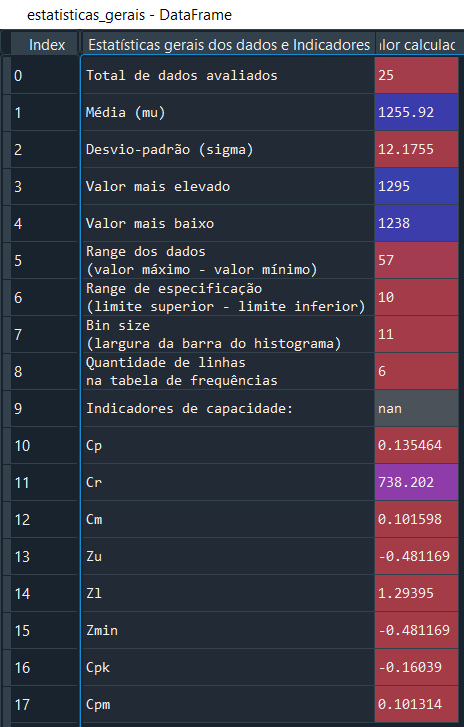 estatisticas_gerais - DataFrame
Index Estatísticas gerais dos dados e Indicadores alor calculac
0 Total de dados avaliados 25
1 Média (mu) 1255.92
2 Desvio-padrão (sigma) 12.1755
3 Valor mais elevado 1295
4 Valor mais baixo 1238
5 Range dos dados
(valor máximo - valor mínimo) 57
6 Range de especificação
(limite superior - limite inferior) 10
7 Bin size
(largura da barra do histograma) 11
8 Quantidade de linhas
na tabela de frequências 6
9 Indicadores de capacidade: nan
10 Cp 0.135464
11 Cr 738.202
12 Cm 0.101598
13 Zu -0.481169
14 Zl 1.29395
15 Zmin -0.481169
16 Cpk -0.16039
17 Cpm 0.101314